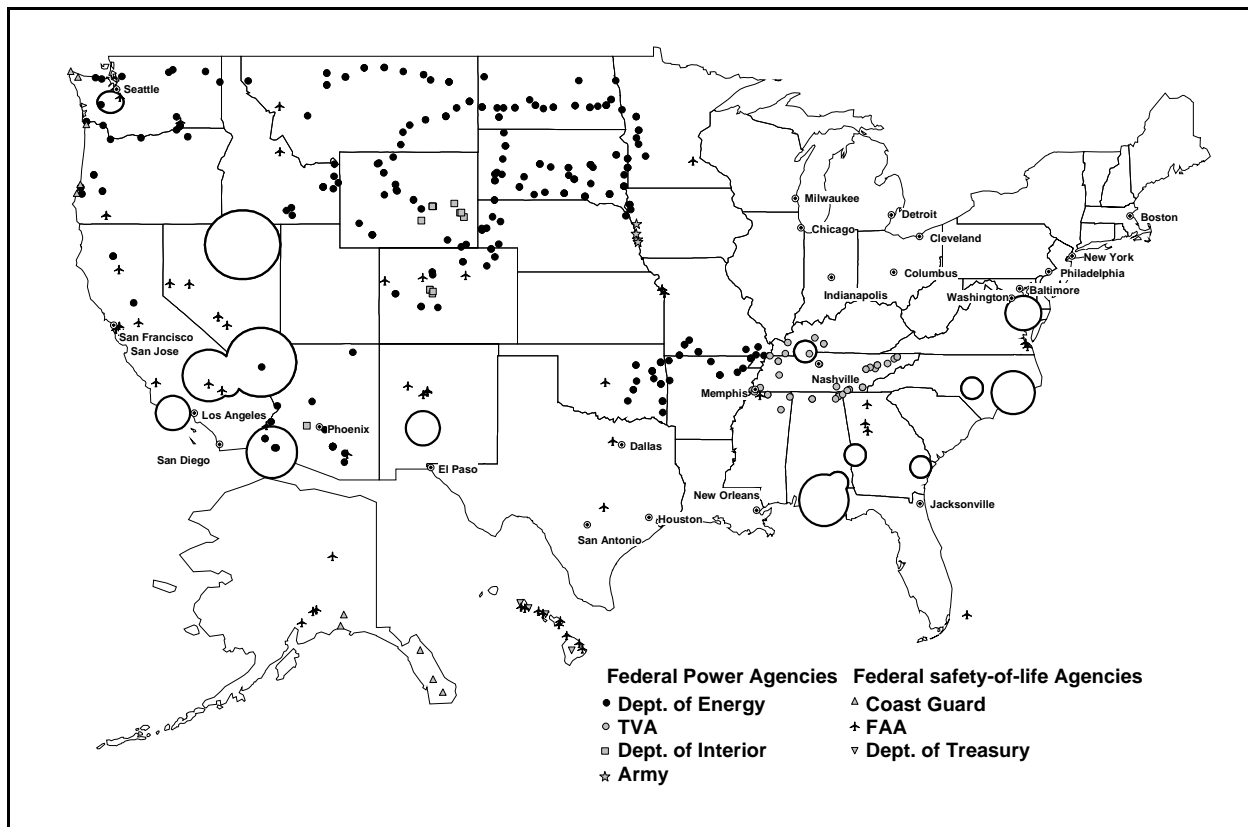 Seattle
Milwaukee
Detroit
Boston
Chicago
Cleveland
New York
Columbus
Philadelphia
Indianapolis
Baltimore
Washington
San Francisco
San Jose
Nashville
Memphis
Los Angeles
Phoenix
Dallas
San Diego
El Paso
New Orleans
Jacksonville
Houston
San Antonio
Federal Power Agencies
Dept. of Energy
TVA
Dept. of Interior
Army
Federal safety-of-life Agencies
Coast Guard
FAA
Dept. of Treasury